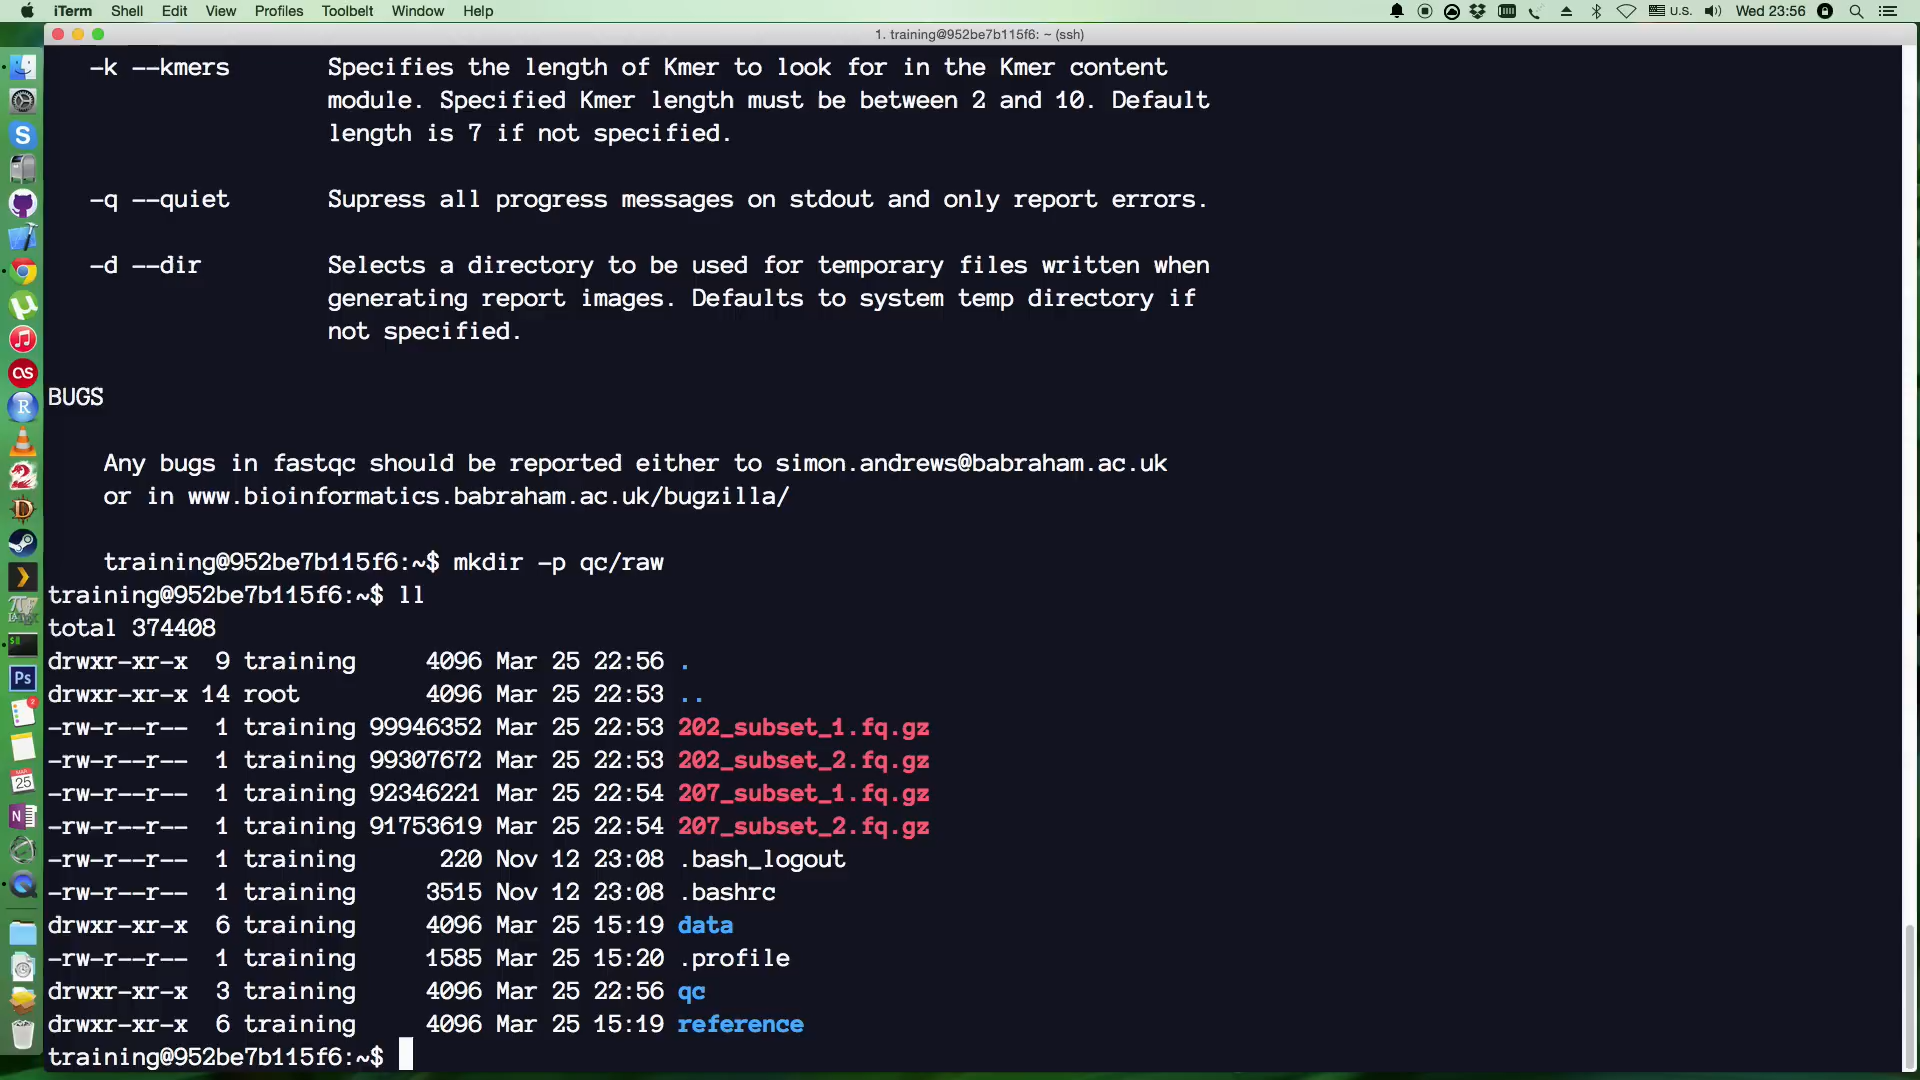 iTerm Shell Edit View Profiles Toolbelt Window Help U.S. Wed 23:56
1. training@952be7b115f6: ~ (ssh)
-k --kmers Specifies the length of Kmer to look for in the Kmer content
module. Specified Kmer length must be between 2 and 10. Default
length is 7 if not specified.
-q --quiet Supress all progress messages on stdout and only report errors.
-d --dir Selects a directory to be used for temporary files written when
generating report images. Defaults to system temp directory if
not specified.
BUGS
Any bugs in fastqc should be reported either to simon.andrews@babraham.ac.uk
or in www.bioinformatics.babraham.ac.uk/bugzilla/
training@952be7b115f6:~$ mkdir -p qc/raw
training@952be7b115f6:~$ ll
total 374408
drwxr-xr-x 9 training 4096 Mar 25 22:56 .
drwxr-xr-x 14 root 4096 Mar 25 22:53 ..
-rw-r--r-- 1 training 99946352 Mar 25 22:53 202_subset_1.fq.gz
-rw-r--r-- 1 training 99307672 Mar 25 22:53 202_subset_2.fq.gz
-rw-r--r-- 1 training 92346221 Mar 25 22:54 207_subset_1.fq.gz
-rw-r--r-- 1 training 91753619 Mar 25 22:54 207_subset_2.fq.gz
-rw-r--r-- 1 training 220 Nov 12 23:08 .bash_logout
-rw-r--r-- 1 training 3515 Nov 12 23:08 .bashrc
drwxr-xr-x 6 training 4096 Mar 25 15:19 data
-rw-r--r-- 1 training 1585 Mar 25 15:20 .profile
drwxr-xr-x 3 training 4096 Mar 25 22:56 qc
drwxr-xr-x 6 training 4096 Mar 25 15:19 reference
training@952be7b115f6:~$